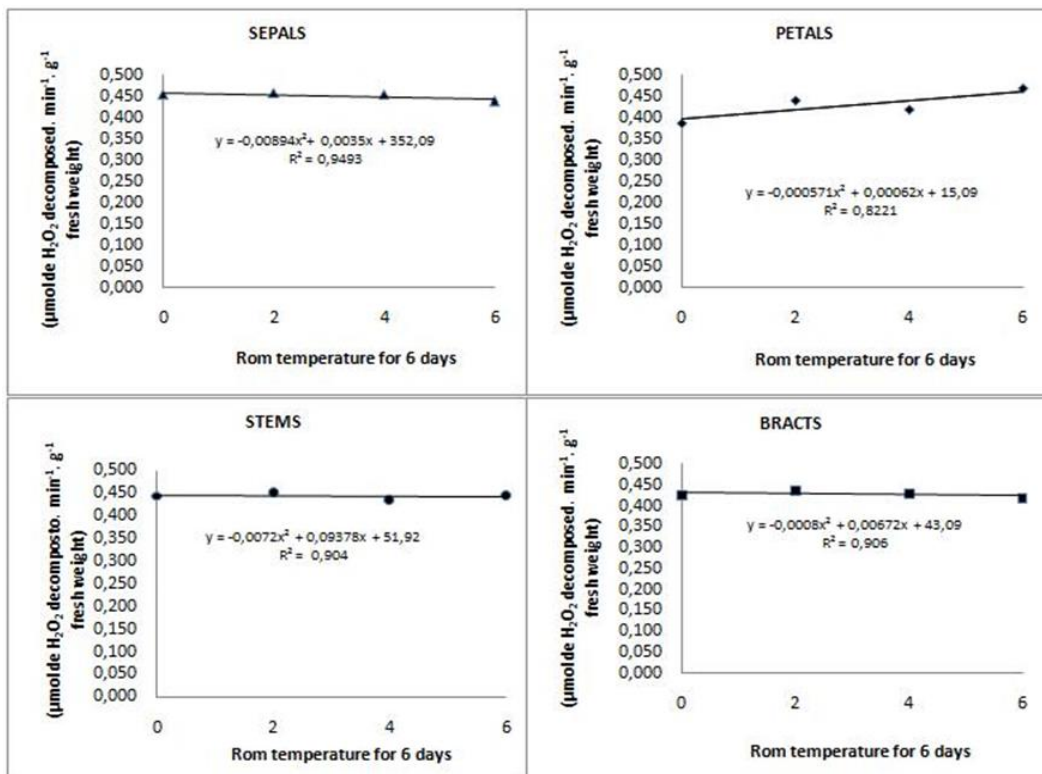 SEPALS
(µmolde H₂O₂ decomposed. min⁻¹. g⁻¹
fresh weight)
0,500
0,450
0,400
0,350
0,300
0,250
0,200
0,150
0,100
0,050
0,000
y = -0,00894x²+ 0,0035x + 352,09
R² = 0,9493
0 2 4 6
Rom temperature for 6 days
PETALS
(µmolde H₂O₂ decomposed. min⁻¹. g⁻¹
fresh weight)
0,500
0,450
0,400
0,350
0,300
0,250
0,200
0,150
0,100
0,050
0,000
y = -0,000571x² + 0,00062x + 15,09
R² = 0,8221
0 2 4 6
Rom temperature for 6 days
STEMS
(µmolde H₂O₂ decomposto. min⁻¹. g⁻¹
fresh weight)
0,500
0,450
0,400
0,350
0,300
0,250
0,200
0,150
0,100
0,050
0,000
y = -0,0072x² + 0,09378x + 51,92
R² = 0,904
0 2 4 6
Rom temperature for 6 days
BRACTS
(µmolde H₂O₂ decomposed. min⁻¹. g⁻¹
fresh weight)
0,500
0,450
0,400
0,350
0,300
0,250
0,200
0,150
0,100
0,050
0,000
y = -0,0008x² + 0,00672x + 43,09
R² = 0,906
0 2 4 6
Rom temperature for 6 days